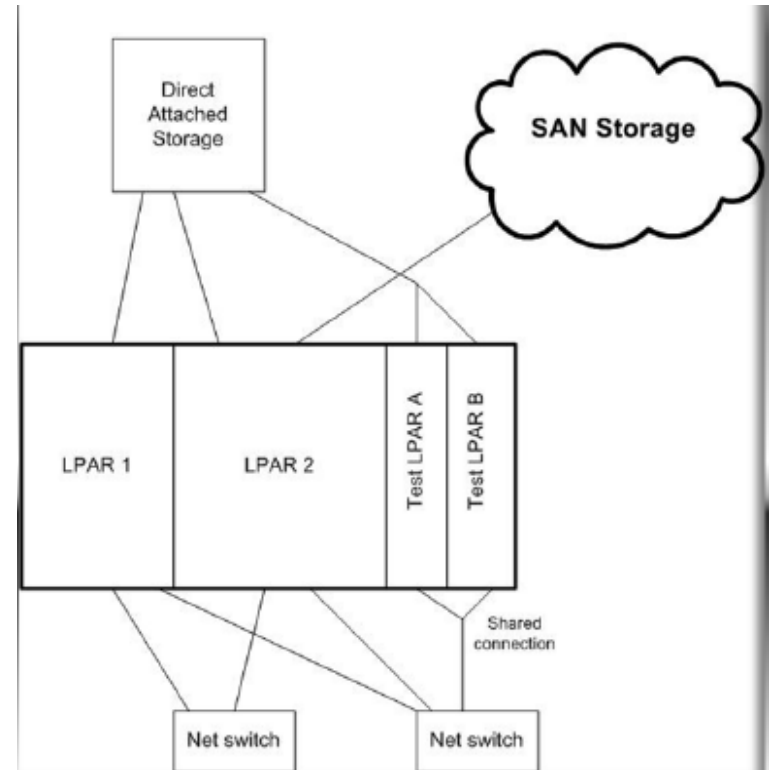 Direct
Attached
Storage
SAN Storage
LPAR 1
LPAR 2
Test LPAR A
Test LPAR B
Shared
connection
Net switch
Net switch